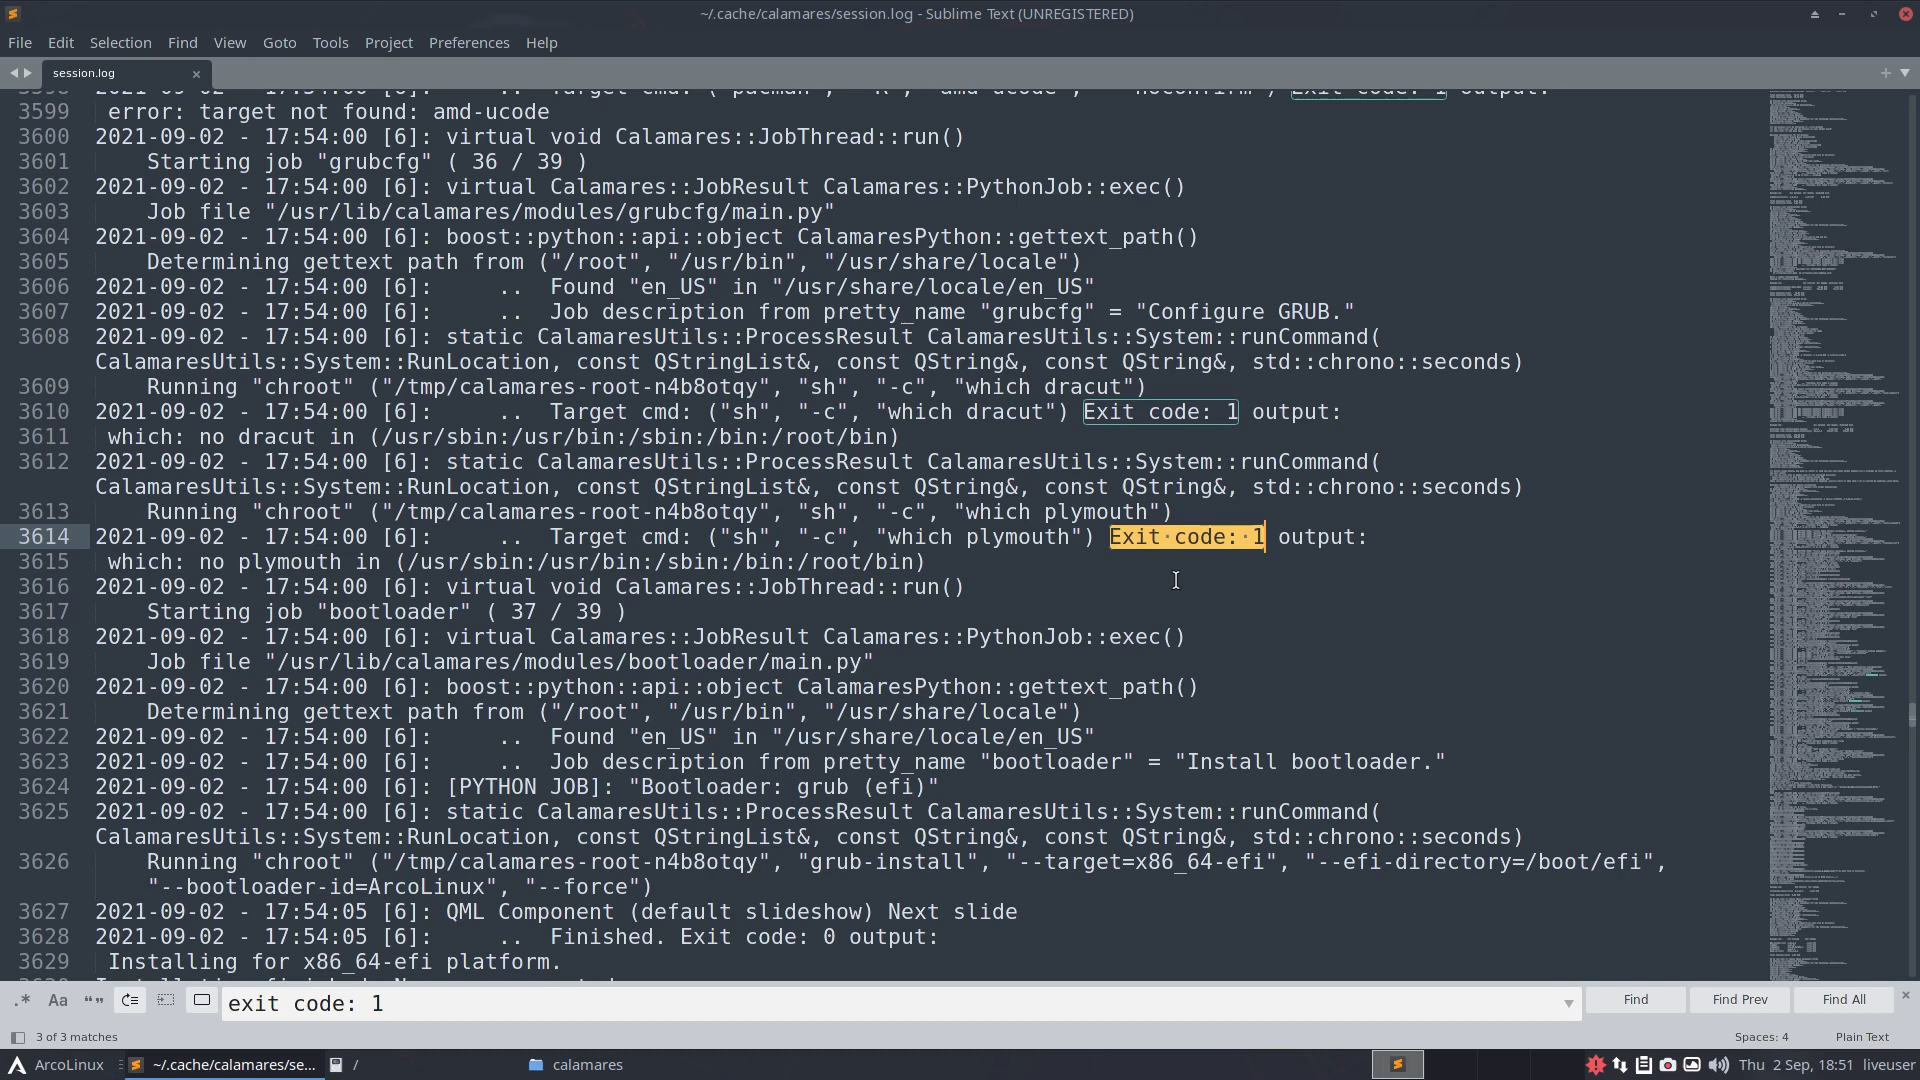 ~/.cache/calamares/session.log - Sublime Text (UNREGISTERED)
File Edit Selection Find View Goto Tools Project Preferences Help
session.log
3598 2021-09-02 - 17:54:00 [6]: .. Target cmd: ("pacman", "-R", "amd-ucode", "--noconfirm") Exit code: 1 output:
3599 error: target not found: amd-ucode
3600 2021-09-02 - 17:54:00 [6]: virtual void Calamares::JobThread::run()
3601 Starting job "grubcfg" ( 36 / 39 )
3602 2021-09-02 - 17:54:00 [6]: virtual Calamares::JobResult Calamares::PythonJob::exec()
3603 Job file "/usr/lib/calamares/modules/grubcfg/main.py"
3604 2021-09-02 - 17:54:00 [6]: boost::python::api::object CalamaresPython::gettext_path()
3605 Determining gettext path from ("/root", "/usr/bin", "/usr/share/locale")
3606 2021-09-02 - 17:54:00 [6]: .. Found "en_US" in "/usr/share/locale/en_US"
3607 2021-09-02 - 17:54:00 [6]: .. Job description from pretty_name "grubcfg" = "Configure GRUB."
3608 2021-09-02 - 17:54:00 [6]: static CalamaresUtils::ProcessResult CalamaresUtils::System::runCommand(
CalamaresUtils::System::RunLocation, const QStringList&, const QString&, const QString&, std::chrono::seconds)
3609 Running "chroot" ("/tmp/calamares-root-n4b8otqy", "sh", "-c", "which dracut")
3610 2021-09-02 - 17:54:00 [6]: .. Target cmd: ("sh", "-c", "which dracut") Exit code: 1 output:
3611 which: no dracut in (/usr/sbin:/usr/bin:/sbin:/bin:/root/bin)
3612 2021-09-02 - 17:54:00 [6]: static CalamaresUtils::ProcessResult CalamaresUtils::System::runCommand(
CalamaresUtils::System::RunLocation, const QStringList&, const QString&, const QString&, std::chrono::seconds)
3613 Running "chroot" ("/tmp/calamares-root-n4b8otqy", "sh", "-c", "which plymouth")
3614 2021-09-02 - 17:54:00 [6]: .. Target cmd: ("sh", "-c", "which plymouth") Exit code: 1 output:
3615 which: no plymouth in (/usr/sbin:/usr/bin:/sbin:/bin:/root/bin)
3616 2021-09-02 - 17:54:00 [6]: virtual void Calamares::JobThread::run()
3617 Starting job "bootloader" ( 37 / 39 )
3618 2021-09-02 - 17:54:00 [6]: virtual Calamares::JobResult Calamares::PythonJob::exec()
3619 Job file "/usr/lib/calamares/modules/bootloader/main.py"
3620 2021-09-02 - 17:54:00 [6]: boost::python::api::object CalamaresPython::gettext_path()
3621 Determining gettext path from ("/root", "/usr/bin", "/usr/share/locale")
3622 2021-09-02 - 17:54:00 [6]: .. Found "en_US" in "/usr/share/locale/en_US"
3623 2021-09-02 - 17:54:00 [6]: .. Job description from pretty_name "bootloader" = "Install bootloader."
3624 2021-09-02 - 17:54:00 [6]: [PYTHON JOB]: "Bootloader: grub (efi)"
3625 2021-09-02 - 17:54:00 [6]: static CalamaresUtils::ProcessResult CalamaresUtils::System::runCommand(
CalamaresUtils::System::RunLocation, const QStringList&, const QString&, const QString&, std::chrono::seconds)
3626 Running "chroot" ("/tmp/calamares-root-n4b8otqy", "grub-install", "--target=x86_64-efi", "--efi-directory=/boot/efi",
"--bootloader-id=ArcoLinux", "--force")
3627 2021-09-02 - 17:54:05 [6]: QML Component (default slideshow) Next slide
3628 2021-09-02 - 17:54:05 [6]: .. Finished. Exit code: 0 output:
3629 Installing for x86_64-efi platform.
.* Aa “” exit code: 1 Find Find Prev Find All
3 of 3 matches Spaces: 4 Plain Text
ArcoLinux ~/.cache/calamares/se... / calamares Thu 2 Sep, 18:51 liveuser